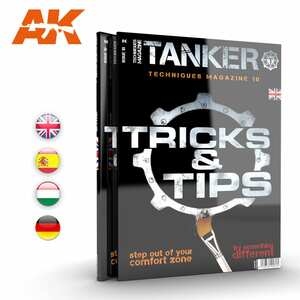 AK
TANKER
TECHNIQUES MAGAZINE 10
TRICKS
&
TIPS
step out of your
comfort zone
try something
different